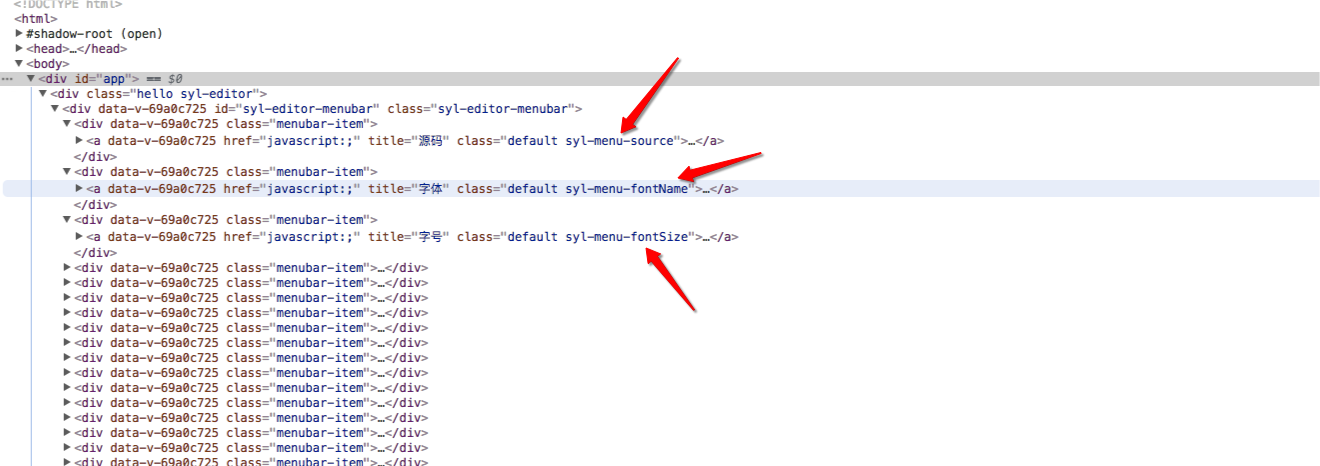 <!DOCTYPE html>
<html>
▶#shadow-root (open)
▶<head>…</head>
▼<body>
… ▼<div id="app"> == $0
▼<div class="hello syl-editor">
▼<div data-v-69a0c725 id="syl-editor-menubar" class="syl-editor-menubar">
▼<div data-v-69a0c725 class="menubar-item">
▶<a data-v-69a0c725 href="javascript:;" title="源码" class="default syl-menu-source">…</a>
</div>
▼<div data-v-69a0c725 class="menubar-item">
▶<a data-v-69a0c725 href="javascript:;" title="字体" class="default syl-menu-fontName">…</a>
</div>
▼<div data-v-69a0c725 class="menubar-item">
▶<a data-v-69a0c725 href="javascript:;" title="字号" class="default syl-menu-fontSize">…</a>
</div>
▶<div data-v-69a0c725 class="menubar-item">…</div>
▶<div data-v-69a0c725 class="menubar-item">…</div>
▶<div data-v-69a0c725 class="menubar-item">…</div>
▶<div data-v-69a0c725 class="menubar-item">…</div>
▶<div data-v-69a0c725 class="menubar-item">…</div>
▶<div data-v-69a0c725 class="menubar-item">…</div>
▶<div data-v-69a0c725 class="menubar-item">…</div>
▶<div data-v-69a0c725 class="menubar-item">…</div>
▶<div data-v-69a0c725 class="menubar-item">…</div>
▶<div data-v-69a0c725 class="menubar-item">…</div>
▶<div data-v-69a0c725 class="menubar-item">…</div>
▶<div data-v-69a0c725 class="menubar-item">…</div>
▶<div data-v-69a0c725 class="menubar-item">…</div>
▶<div data-v-69a0c725 class="menubar-item">…</div>